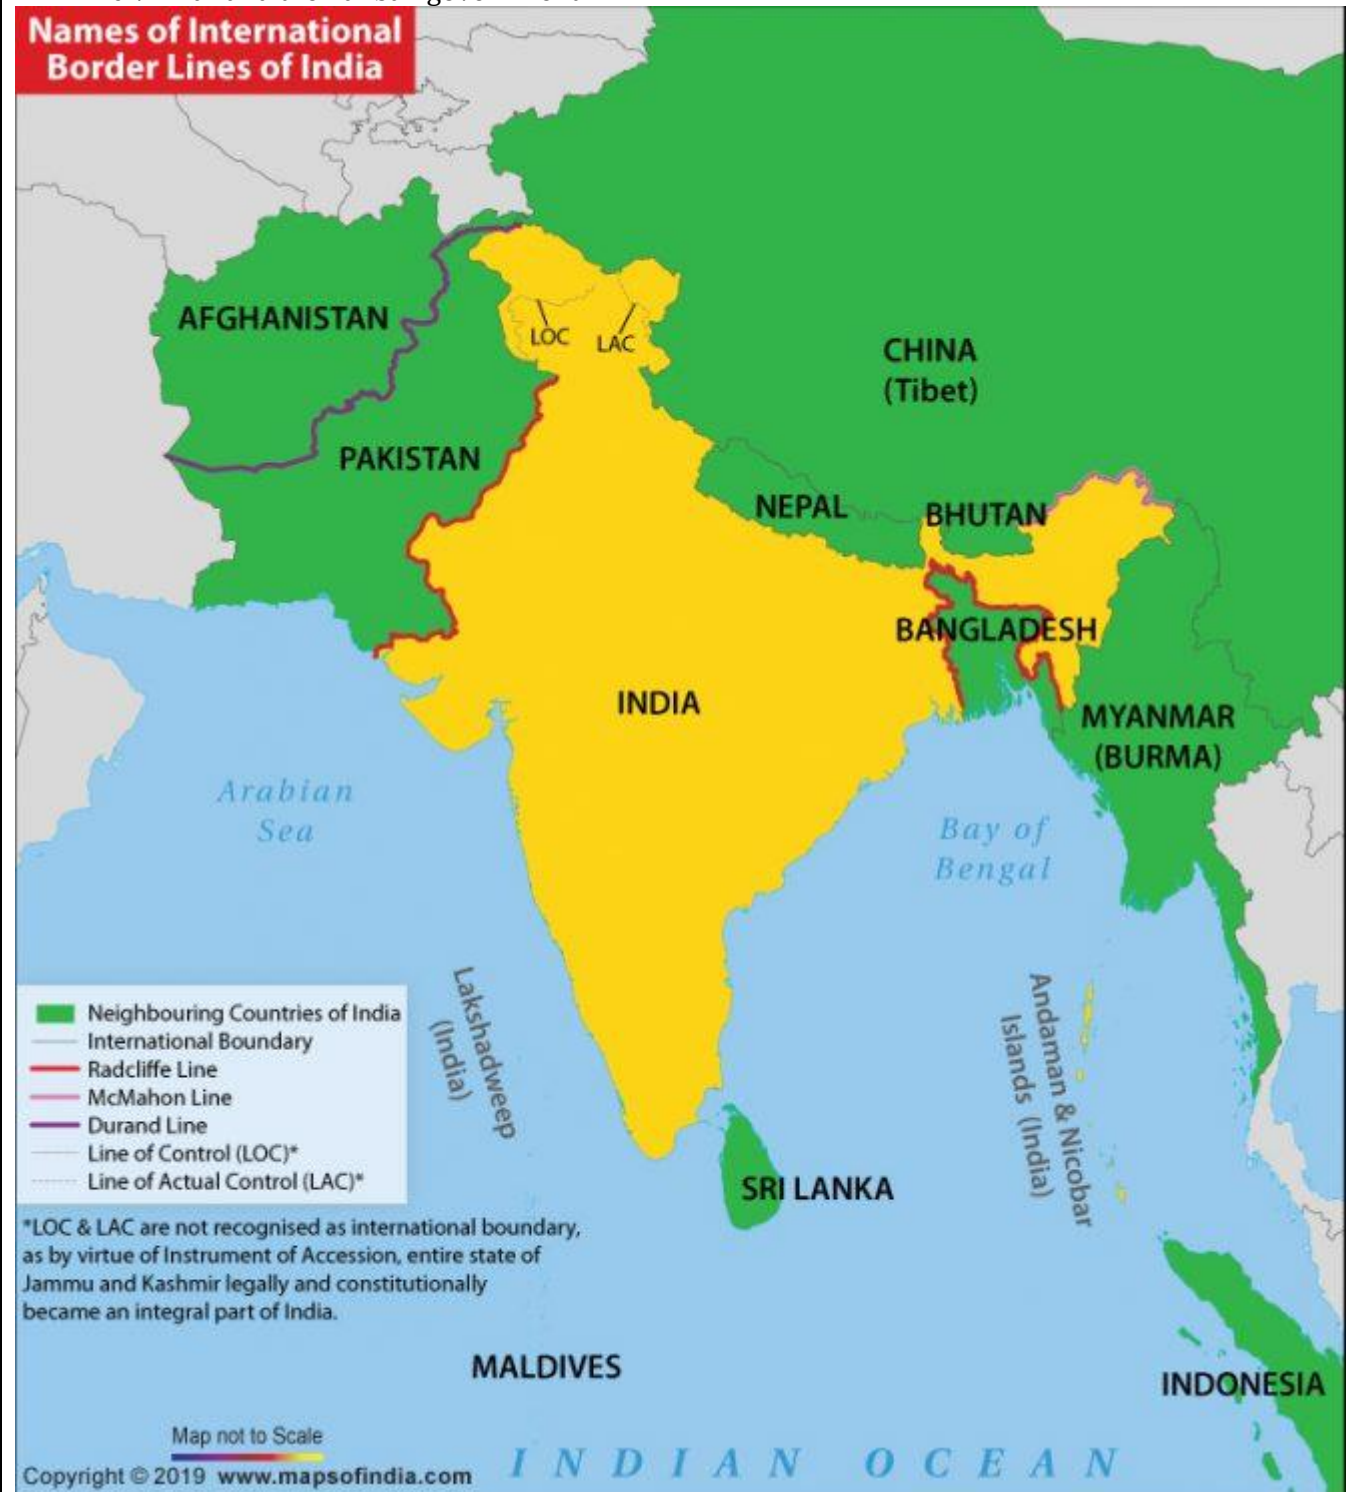 Names of International
Border Lines of India
AFGHANISTAN
LOC
LAC
CHINA
(Tibet)
PAKISTAN
NEPAL
BHUTAN
BANGLADESH
INDIA
MYANMAR
(BURMA)
Arabian
Sea
Bay of
Bengal
Lakshadweep
(India)
Andaman & Nicobar
Islands (India)
Neighbouring Countries of India
International Boundary
Radcliffe Line
McMahon Line
Durand Line
Line of Control (LOC)*
Line of Actual Control (LAC)*
SRI LANKA
*LOC & LAC are not recognised as international boundary,
as by virtue of Instrument of Accession, entire state of
Jammu and Kashmir legally and constitutionally
became an integral part of India.
MALDIVES
INDONESIA
Map not to Scale
INDIAN OCEAN
Copyright © 2019 www.mapsofindia.com